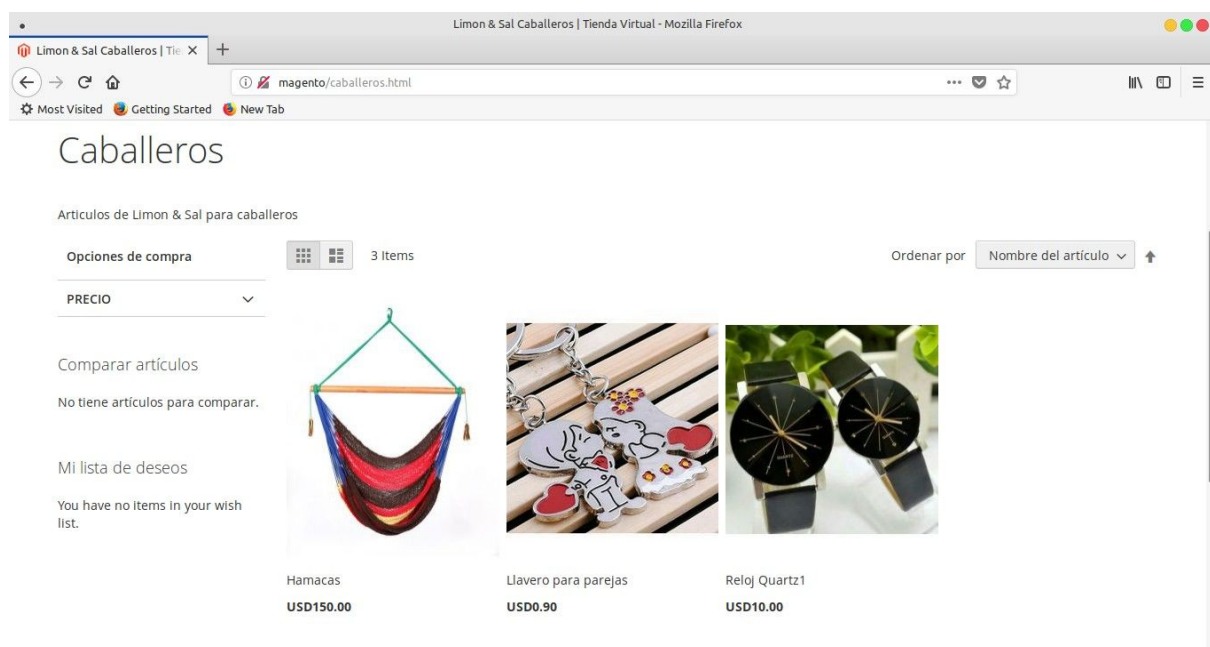 Limon & Sal Caballeros | Tienda Virtual - Mozilla Firefox
Limon & Sal Caballeros | Tie
magento/caballeros.html
Most Visited Getting Started New Tab
Caballeros
Articulos de Limon & Sal para caballeros
Opciones de compra
3 Items
Ordenar por Nombre del artículo
PRECIO
Comparar artículos
No tiene artículos para comparar.
Mi lista de deseos
You have no items in your wish
list.
Hamacas
USD150.00
Llavero para parejas
USD0.90
Reloj Quartz1
USD10.00